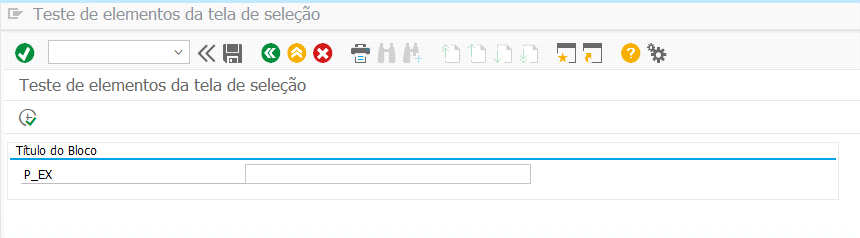 Teste de elementos da tela de seleção
Teste de elementos da tela de seleção
Título do Bloco
P_EX